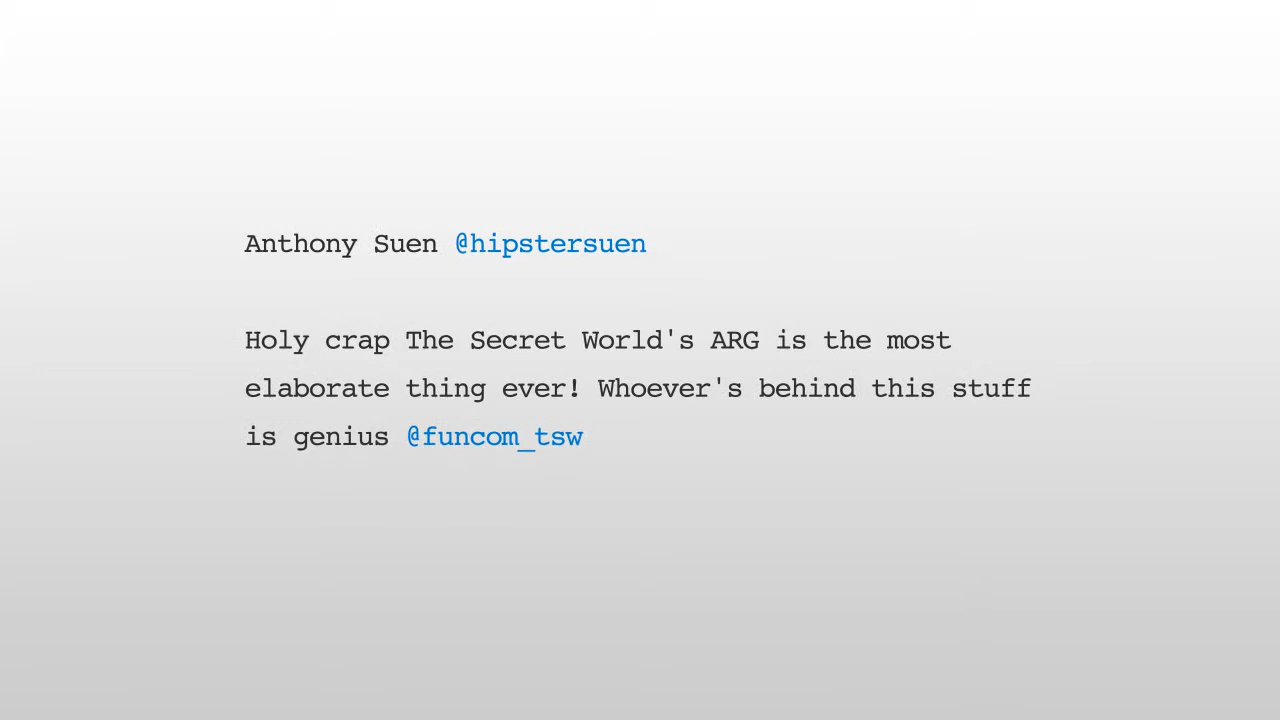 Anthony Suen @hipstersuen
Holy crap The Secret World's ARG is the most
elaborate thing ever! Whoever's behind this stuff
is genius @funcom_tsw